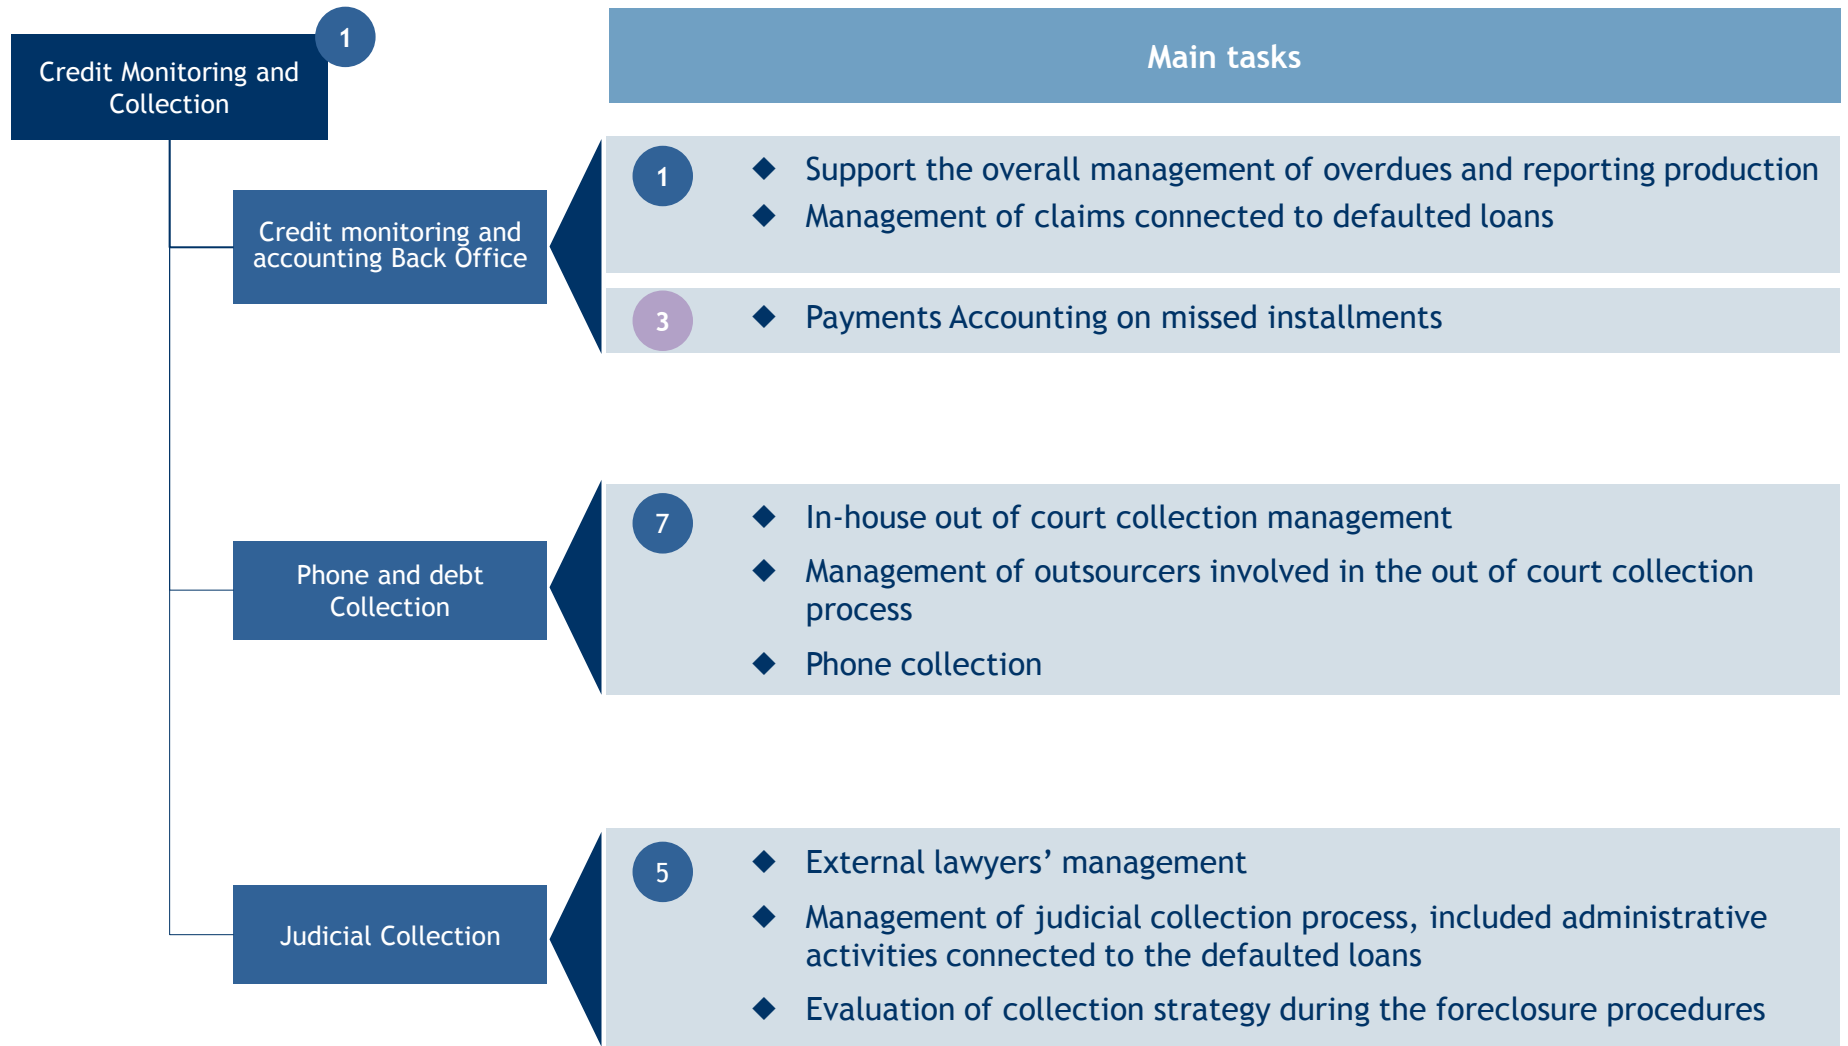 1
Credit Monitoring and
Collection
Main tasks
Credit monitoring and
accounting Back Office
1
◆ Support the overall management of overdues and reporting production
◆ Management of claims connected to defaulted loans
3
◆ Payments Accounting on missed installments
Phone and debt
Collection
7
◆ In-house out of court collection management
◆ Management of outsourcers involved in the out of court collection
process
◆ Phone collection
Judicial Collection
5
◆ External lawyers’ management
◆ Management of judicial collection process, included administrative
activities connected to the defaulted loans
◆ Evaluation of collection strategy during the foreclosure procedures